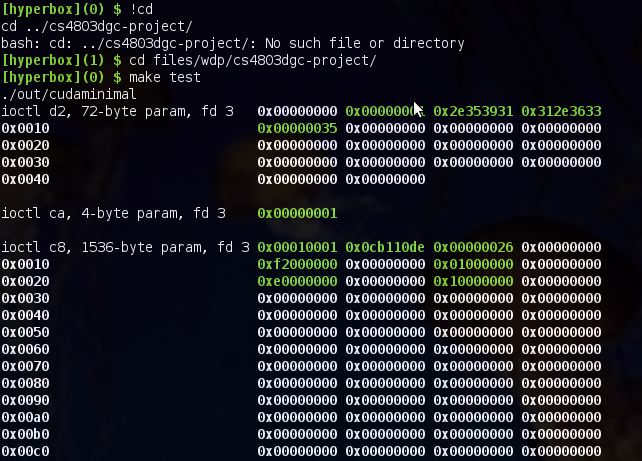 [hyperbox](0) $ !cd
cd ../cs4803dgc-project/
bash: cd: ../cs4803dgc-project/: No such file or directory
[hyperbox](1) $ cd files/wdp/cs4803dgc-project/
[hyperbox](0) $ make test
./out/cudaminimal
ioctl d2, 72-byte param, fd 3 0x00000000 0x2e353931 0x312e3633
0x0010 0x00000035 0x00000000 0x00000000 0x00000000
0x0020 0x00000000 0x00000000 0x00000000 0x00000000
0x0030 0x00000000 0x00000000 0x00000000 0x00000000
0x0040 0x00000000 0x00000000
ioctl ca, 4-byte param, fd 3 0x00000001
ioctl c8, 1536-byte param, fd 3 0x00010001 0x0cb110de 0x00000026 0x00000000
0x0010 0xf2000000 0x00000000 0x01000000 0x00000000
0x0020 0xe0000000 0x00000000 0x10000000 0x00000000
0x0030 0x00000000 0x00000000 0x00000000 0x00000000
0x0040 0x00000000 0x00000000 0x00000000 0x00000000
0x0050 0x00000000 0x00000000 0x00000000 0x00000000
0x0060 0x00000000 0x00000000 0x00000000 0x00000000
0x0070 0x00000000 0x00000000 0x00000000 0x00000000
0x0080 0x00000000 0x00000000 0x00000000 0x00000000
0x0090 0x00000000 0x00000000 0x00000000 0x00000000
0x00a0 0x00000000 0x00000000 0x00000000 0x00000000
0x00b0 0x00000000 0x00000000 0x00000000 0x00000000
0x00c0 0x00000000 0x00000000 0x00000000 0x00000000